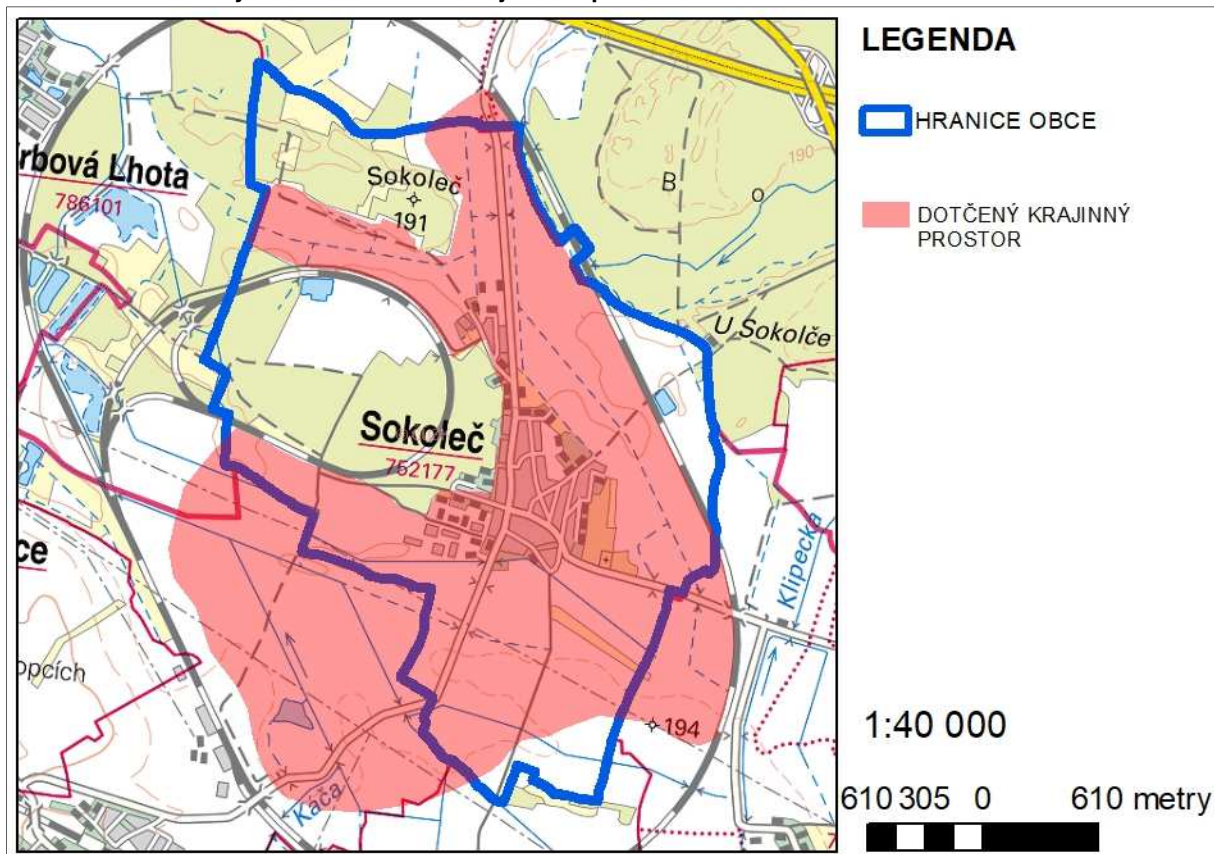 LEGENDA
HRANICE OBCE
DOTČENÝ KRAJINNÝ
PROSTOR
rbová Lhota
786101
Sokoleč
191
B
o
190
U Sokolče
Sokoleč
752177
ce
opcích
Klipecka
194
Káča
1:40 000
610 305 0 610 metry